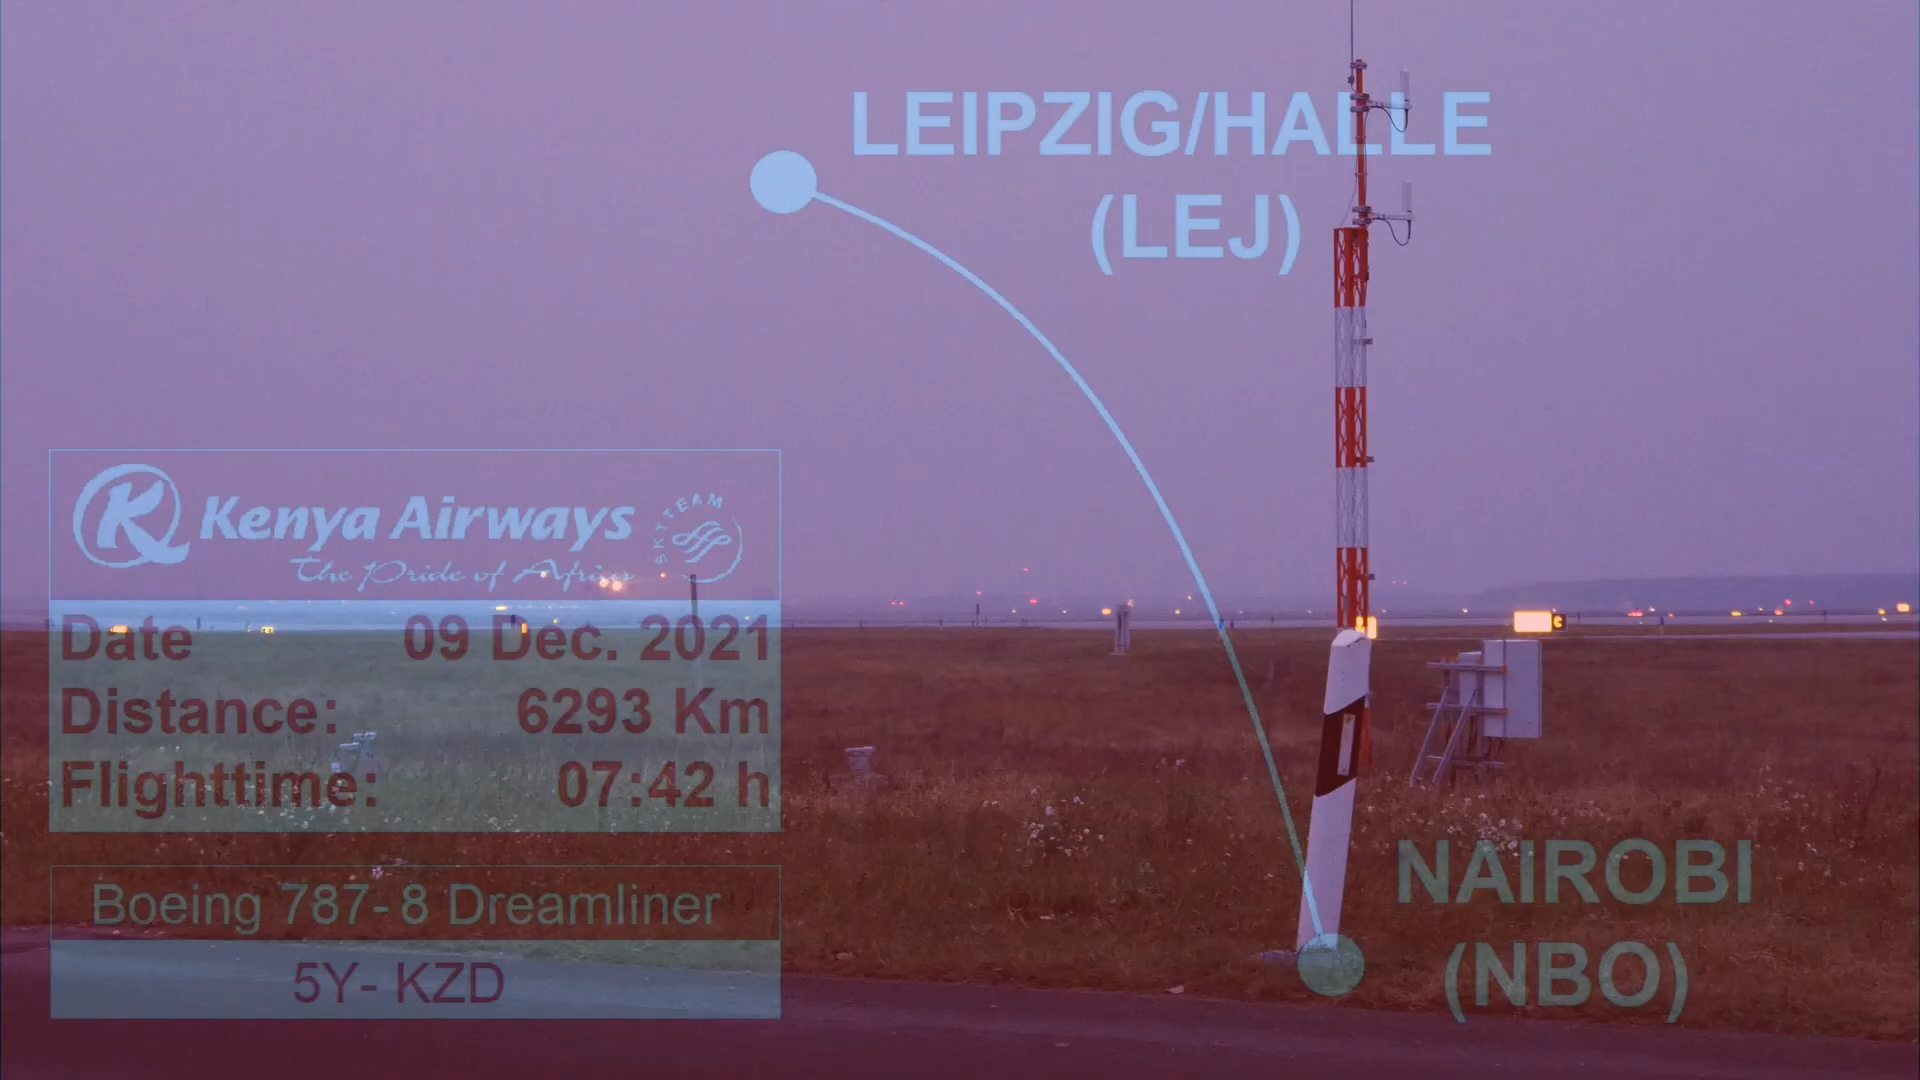 LEIPZIG/HALLE
(LEJ)
Kenya Airways
SKYTEAM
The Pride of Africa
Date 09 Dec. 2021
Distance: 6293 Km
Flighttime: 07:42 h
Boeing 787-8 Dreamliner
5Y-KZD
NAIROBI
(NBO)
C